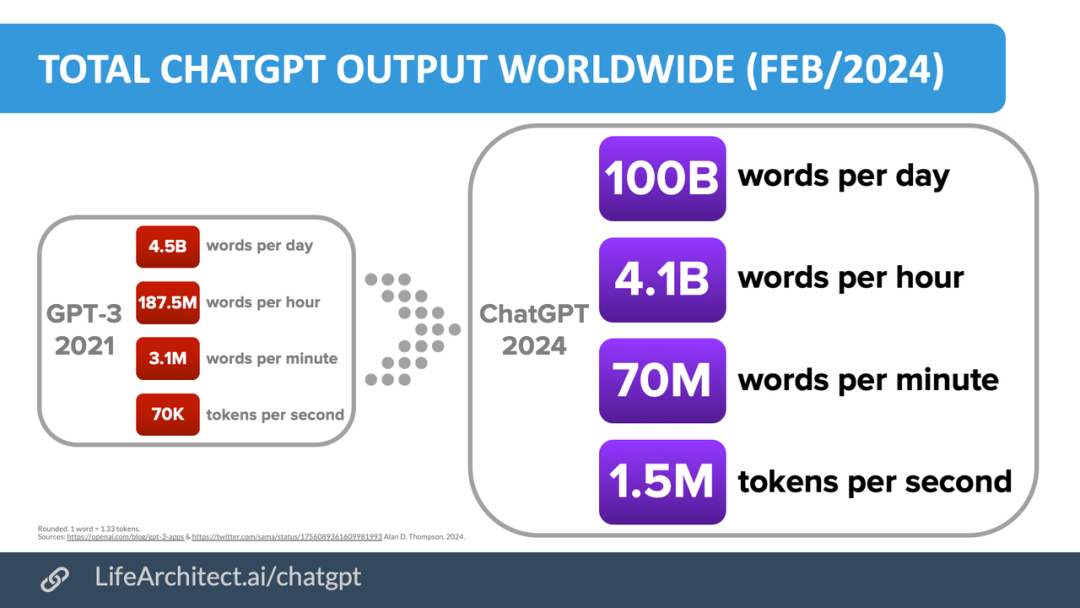 TOTAL CHATGPT OUTPUT WORLDWIDE (FEB/2024)
GPT-3
2021
4.5B words per day
187.5M words per hour
3.1M words per minute
70K tokens per second
ChatGPT
2024
100B words per day
4.1B words per hour
70M words per minute
1.5M tokens per second
Rounded. 1 word ≈ 1.33 tokens.
Sources: https://openai.com/blog/gpt-3-apps & https://twitter.com/sama/status/1756089361609981993 Alan D. Thompson. 2024.
LifeArchitect.ai/chatgpt